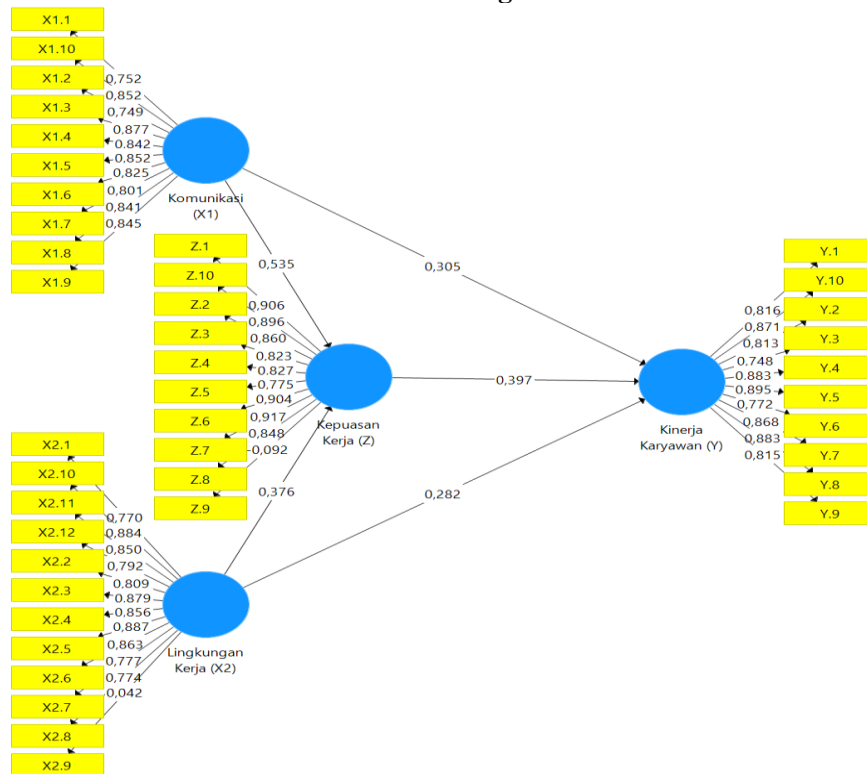 X1.1
X1.10
X1.2
X1.3
X1.4
X1.5
X1.6
X1.7
X1.8
X1.9
0,752
0,852
0,749
0,877
0,842
0,852
0,825
0,801
0,841
0,845
Komunikasi
(X1)
0,535
0,305
Z.1
Z.10
Z.2
Z.3
Z.4
Z.5
Z.6
Z.7
Z.8
Z.9
0,906
0,896
0,860
0,823
0,827
0,775
0,904
0,917
0,848
0,092
Kepuasan
Kerja (Z)
0,397
0,376
0,282
X2.1
X2.10
X2.11
X2.12
X2.2
X2.3
X2.4
X2.5
X2.6
X2.7
X2.8
X2.9
0,770
0,884
0,850
0,792
0,809
0,879
0,856
0,887
0,863
0,777
0,774
0,042
Lingkungan
Kerja (X2)
Kinerja
Karyawan (Y)
0,816
0,871
0,813
0,748
0,883
0,895
0,772
0,868
0,883
0,815
Y.1
Y.10
Y.2
Y.3
Y.4
Y.5
Y.6
Y.7
Y.8
Y.9